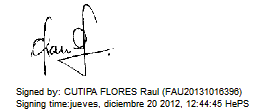 Signed by: CUTIPA FLORES Raul (FAU20131016396)
Signing time:jueves, diciembre 20 2012, 12:44:45 HePS